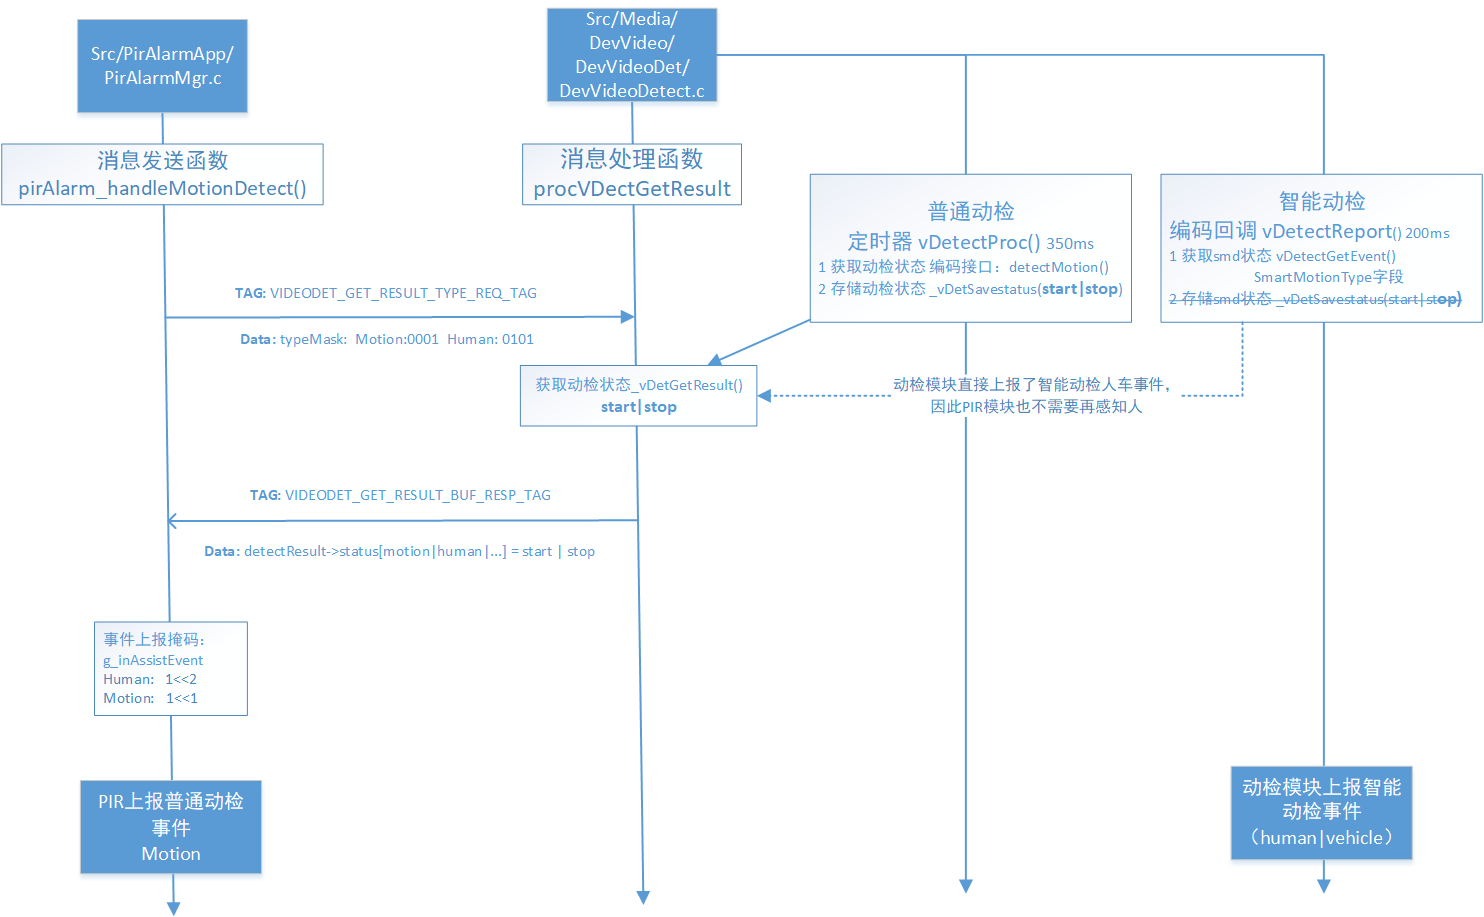 Src/PirAlarmApp/
PirAlarmMgr.c
Src/Media/
DevVideo/
DevVideoDet/
DevVideoDetect.c
消息发送函数
pirAlarm_handleMotionDetect()
消息处理函数
procVDectGetResult
普通动检
定时器 vDetectProc() 350ms
1 获取动检状态 编码接口：detectMotion()
2 存储动检状态 _vDetSavestatus(start|stop)
智能动检
编码回调 vDetectReport() 200ms
1 获取smd状态 vDetectGetEvent()
SmartMotionType字段
2 存储smd状态 _vDetSavestatus(start|stop)
TAG: VIDEODET_GET_RESULT_TYPE_REQ_TAG
Data: typeMask: Motion:0001 Human: 0101
获取动检状态_vDetGetResult()
start|stop
动检模块直接上报了智能动检人车事件，
因此PIR模块也不需要再感知人
TAG: VIDEODET_GET_RESULT_BUF_RESP_TAG
Data: detectResult->status[motion|human|...] = start | stop
事件上报掩码：
g_inAssistEvent
Human: 1<<2
Motion: 1<<1
PIR上报普通动检
事件
Motion
动检模块上报智能
动检事件
（human|vehicle）